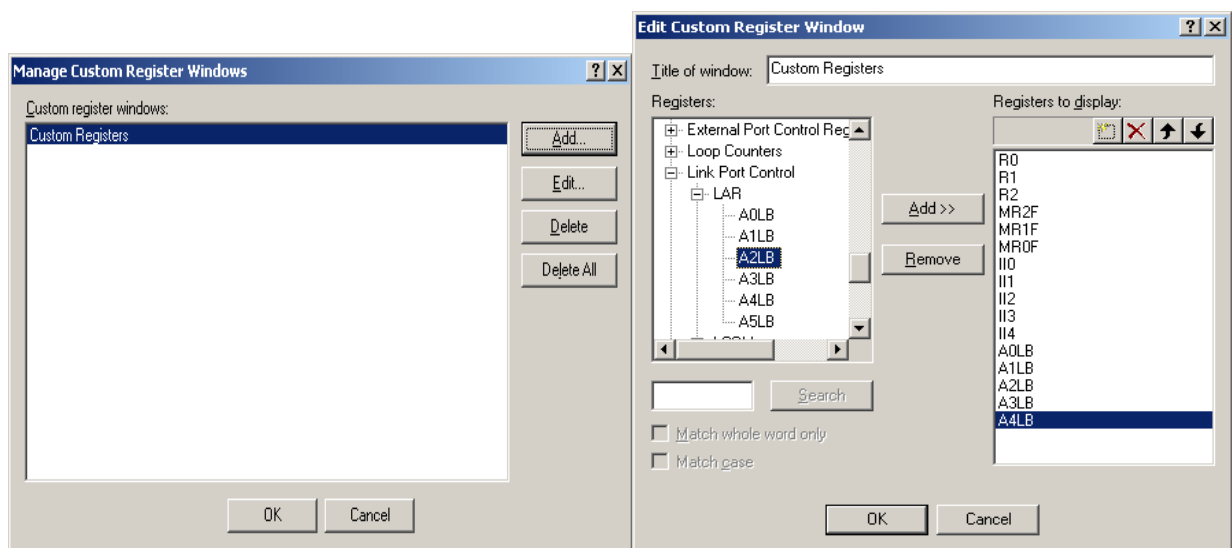 Manage Custom Register Windows
Custom register windows:
Custom Registers
Add...
Edit...
Delete
Delete All
OK
Cancel
Edit Custom Register Window
Title of window:
Custom Registers
Registers:
External Port Control Reg
Loop Counters
Link Port Control
LAR
A0LB
A1LB
A2LB
A3LB
A4LB
A5LB
Search
Match whole word only
Match case
Add >>
Remove
Registers to display:
R0
R1
R2
MR2F
MR1F
MR0F
II0
II1
II2
II3
II4
A0LB
A1LB
A2LB
A3LB
A4LB
OK
Cancel